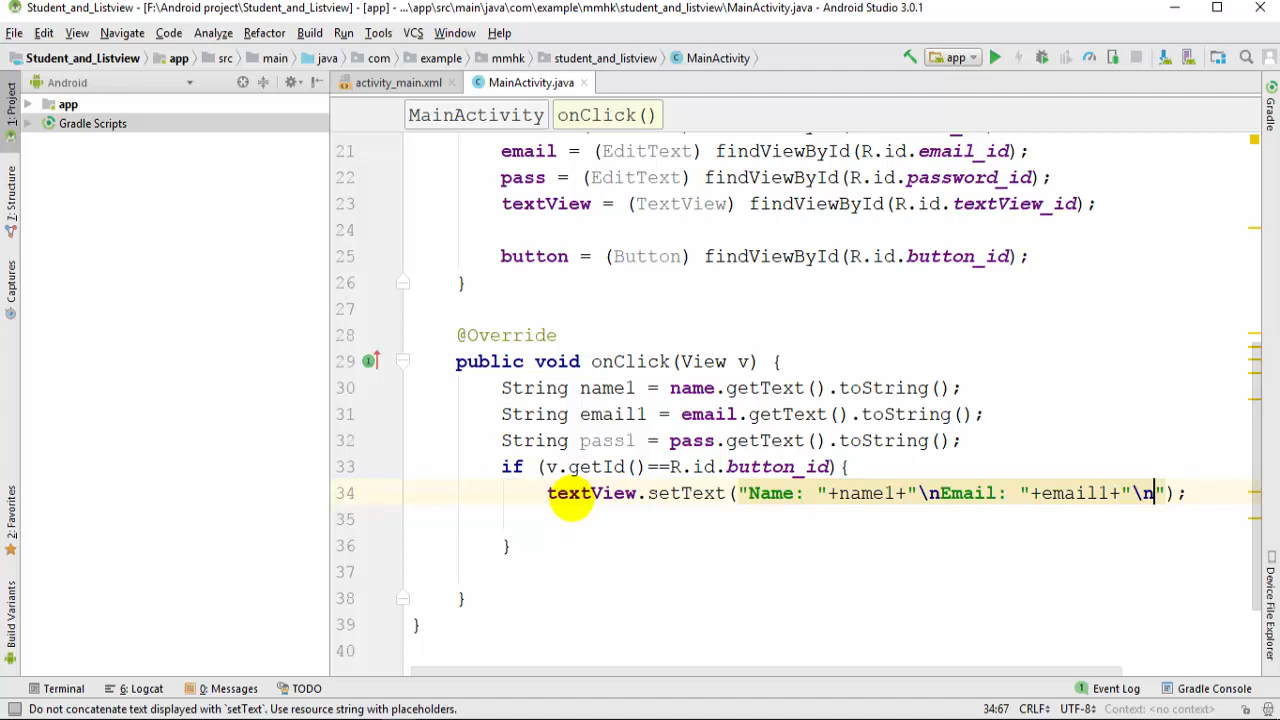 Student_and_Listview - [F:\Android project\Student_and_Listview] - [app] - ...\app\src\main\java\com\example\mmhk\student_and_listview\MainActivity.java - Android Studio 3.0.1
File Edit View Navigate Code Analyze Refactor Build Run Tools VCS Window Help
Student_and_Listview app src main java com example mmhk student_and_listview MainActivity app
Android activity_main.xml MainActivity.java
1: Project
Z: Structure
Captures
2: Favorites
Build Variants
app
Gradle Scripts
MainActivity onClick()
21 email = (EditText) findViewById(R.id.email_id);
22 pass = (EditText) findViewById(R.id.password_id);
23 textView = (TextView) findViewById(R.id.textView_id);
24
25 button = (Button) findViewById(R.id.button_id);
26 }
27
28 @Override
29 public void onClick(View v) {
30 String name1 = name.getText().toString();
31 String email1 = email.getText().toString();
32 String pass1 = pass.getText().toString();
33 if (v.getId()==R.id.button_id){
34 textView.setText("Name: "+name1+"\nEmail: "+email1+"\n");
35
36 }
37
38 }
39 }
40
Gradle
Device File Explorer
Terminal 6: Logcat 0: Messages TODO Event Log Gradle Console
Do not concatenate text displayed with `setText`. Use resource string with placeholders. 34:67 CRLF÷ UTF-8÷ Context: <no context>